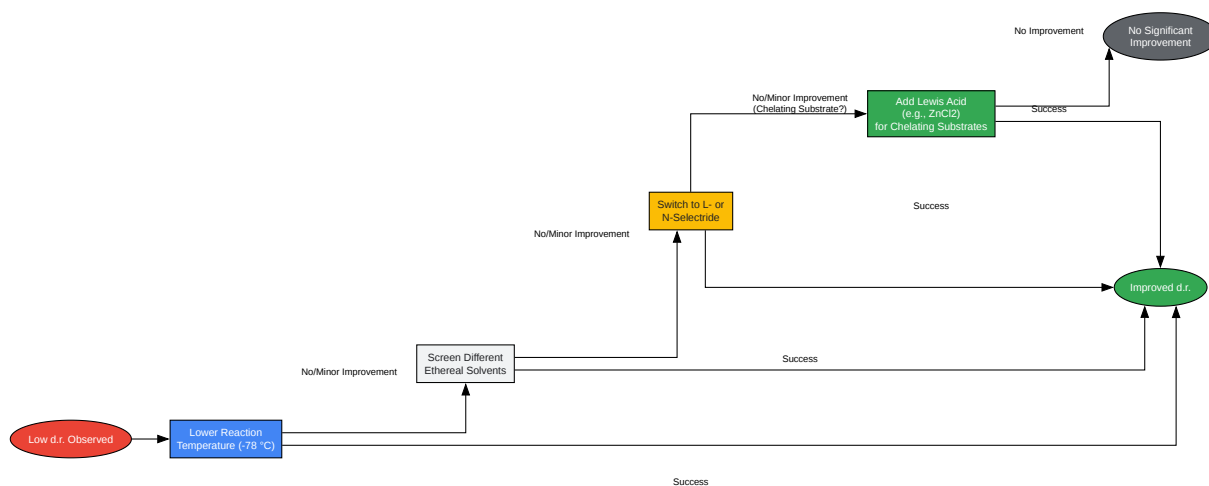 No Improvement
No Significant
Improvement
No/Minor Improvement
(Chelating Substrate?)
Add Lewis Acid
(e.g., ZnCl2)
for Chelating Substrates
Success
Switch to L- or
N-Selectride
Success
No/Minor Improvement
Improved d.r.
Screen Different
Ethereal Solvents
Success
No/Minor Improvement
Low d.r. Observed
Lower Reaction
Temperature (-78 °C)
Success